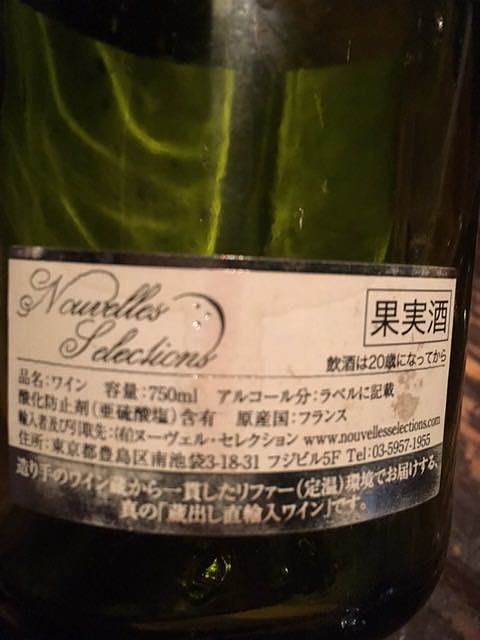 Nouvelles
Selections
果実酒
飲酒は20歳になってから
品名：ワイン 容量：750ml アルコール分：ラベルに記載
酸化防止剤（亜硫酸塩）含有 原産国：フランス
輸入者及び引取先：（有）ヌーヴェル・セレクション www.nouvellesselections.com
住所：東京都豊島区南池袋3-18-31 フジビル5F Tel：03-5957-1955
造り手のワイン蔵から一貫したリファー（定温）環境でお届けする、
真の「蔵出し直輸入ワイン」です。